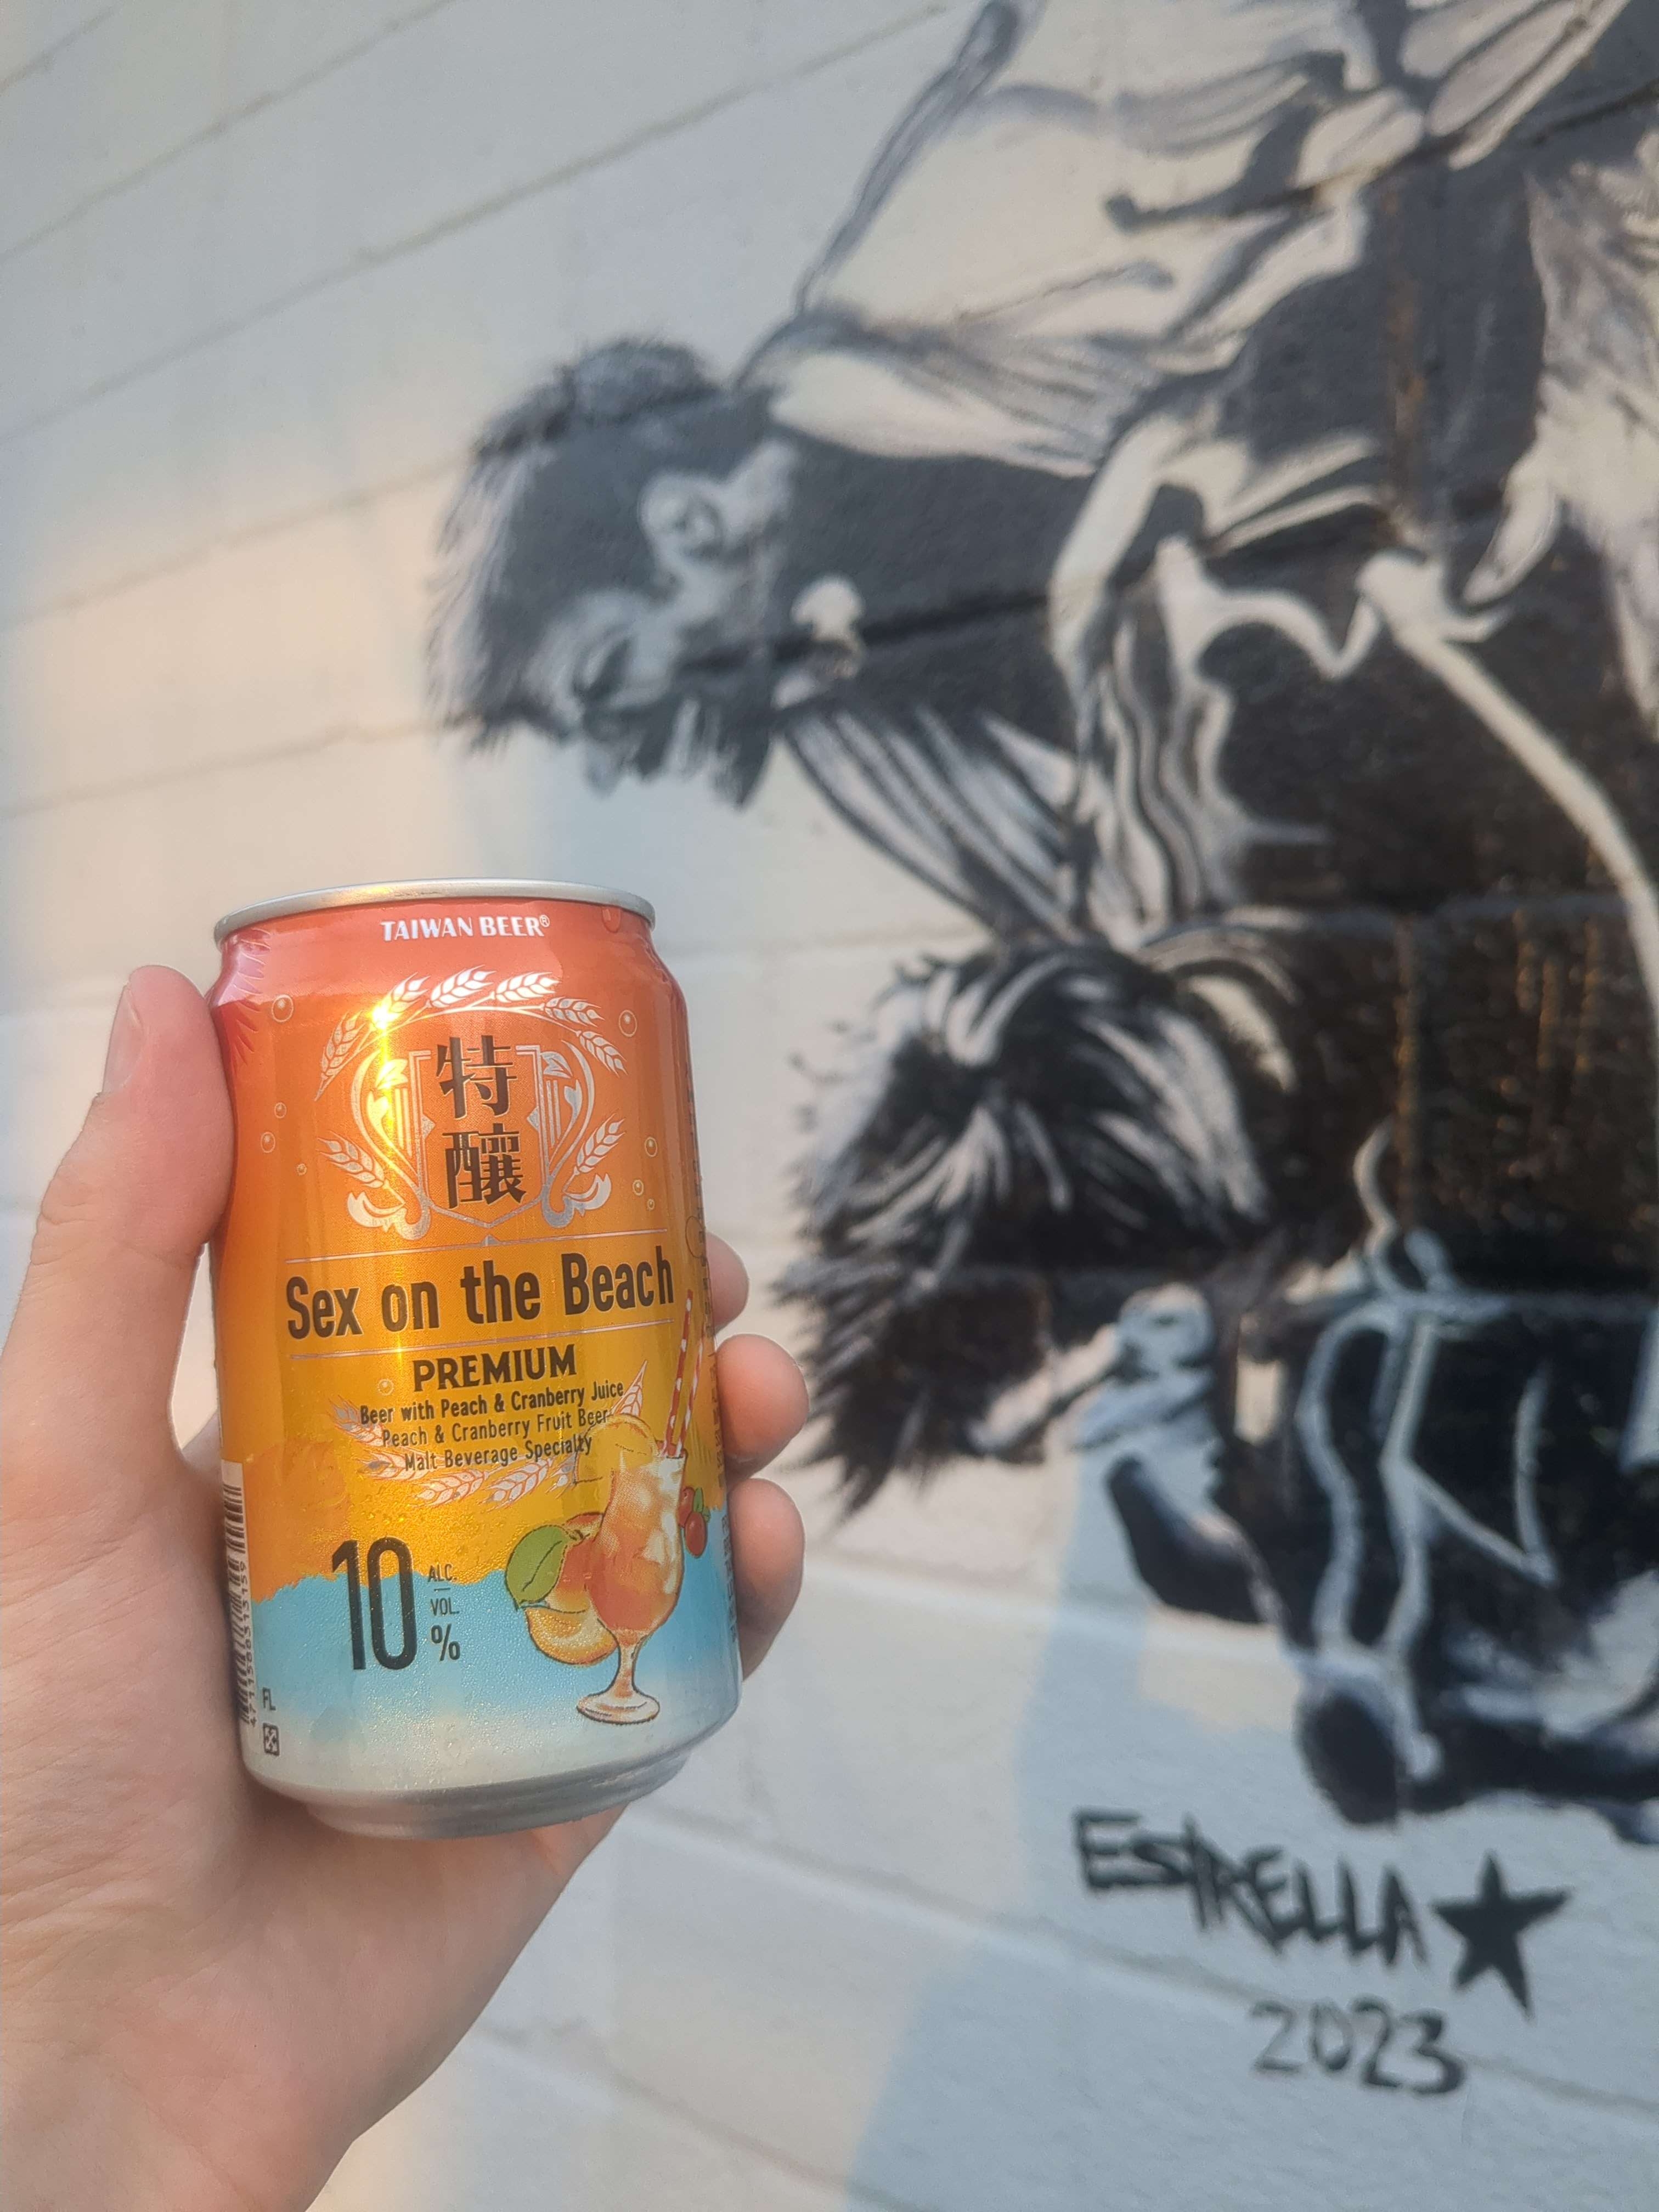 TAIWAN BEER®
特
釀
Sex on the Beach
PREMIUM
Beer with Peach & Cranberry Juice
Peach & Cranberry Fruit Beer
Malt Beverage Specialty
10
ALC.
VOL.
%
FL
ESTRELLA
2023